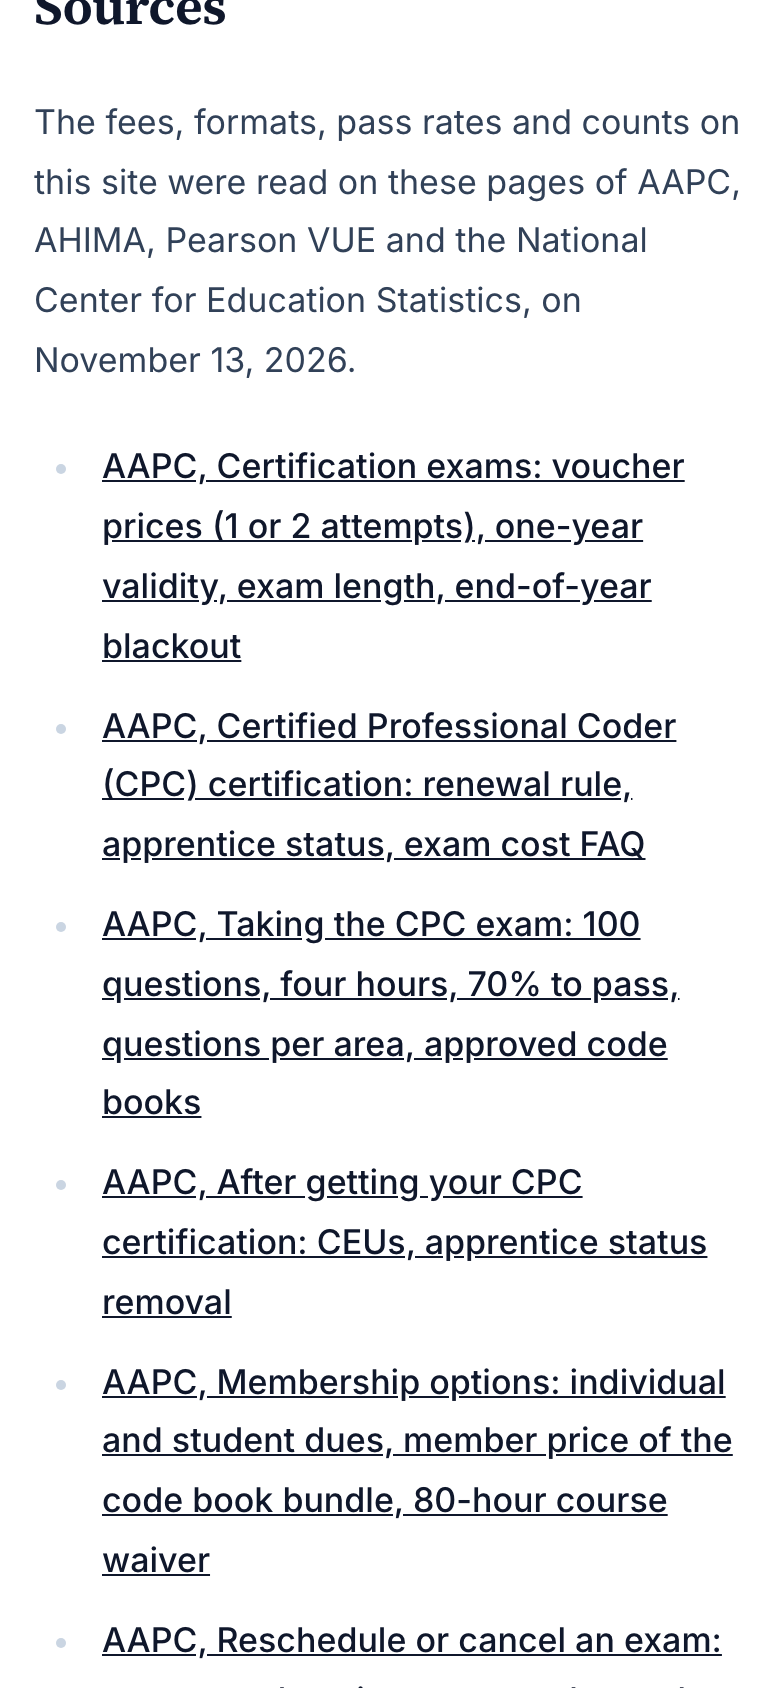 Sources
The fees, formats, pass rates and counts on
this site were read on these pages of AAPC,
AHIMA, Pearson VUE and the National
Center for Education Statistics, on
November 13, 2026.
AAPC, Certification exams: voucher
prices (1 or 2 attempts), one-year
validity, exam length, end-of-year
blackout
AAPC, Certified Professional Coder
(CPC) certification: renewal rule,
apprentice status, exam cost FAQ
AAPC, Taking the CPC exam: 100
questions, four hours, 70% to pass,
questions per area, approved code
books
AAPC, After getting your CPC
certification: CEUs, apprentice status
removal
AAPC, Membership options: individual
and student dues, member price of the
code book bundle, 80-hour course
waiver
AAPC, Reschedule or cancel an exam: